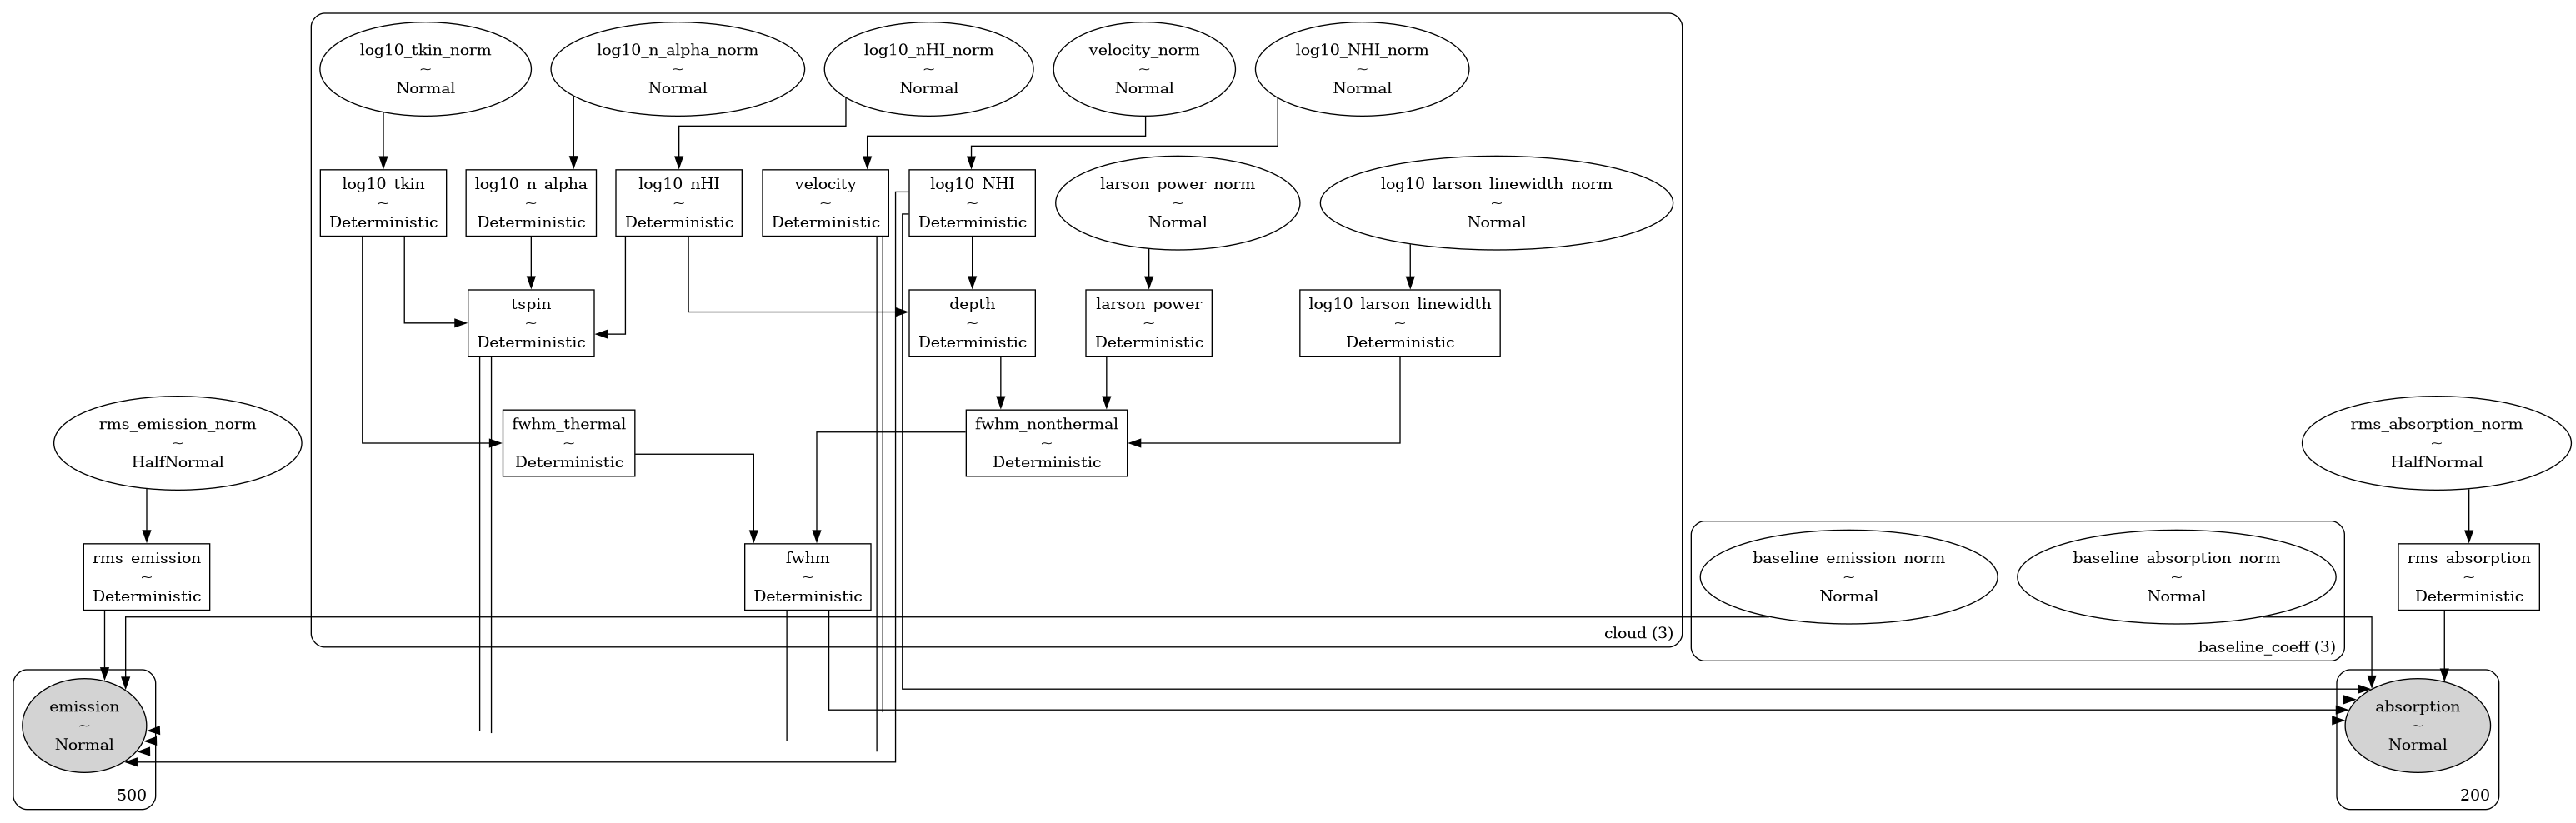 log10_tkin_norm
~
Normal
log10_n_alpha_norm
~
Normal
log10_nHI_norm
~
Normal
velocity_norm
~
Normal
log10_NHI_norm
~
Normal
log10_tkin
~
Deterministic
log10_n_alpha
~
Deterministic
log10_nHI
~
Deterministic
velocity
~
Deterministic
log10_NHI
~
Deterministic
larson_power_norm
~
Normal
log10_larson_linewidth_norm
~
Normal
tspin
~
Deterministic
depth
~
Deterministic
larson_power
~
Deterministic
log10_larson_linewidth
~
Deterministic
rms_emission_norm
~
HalfNormal
fwhm_thermal
~
Deterministic
fwhm_nonthermal
~
Deterministic
rms_absorption_norm
~
HalfNormal
rms_emission
~
Deterministic
fwhm
~
Deterministic
baseline_emission_norm
~
Normal
baseline_absorption_norm
~
Normal
rms_absorption
~
Deterministic
cloud (3)
baseline_coeff (3)
emission
~
Normal
500
absorption
~
Normal
200